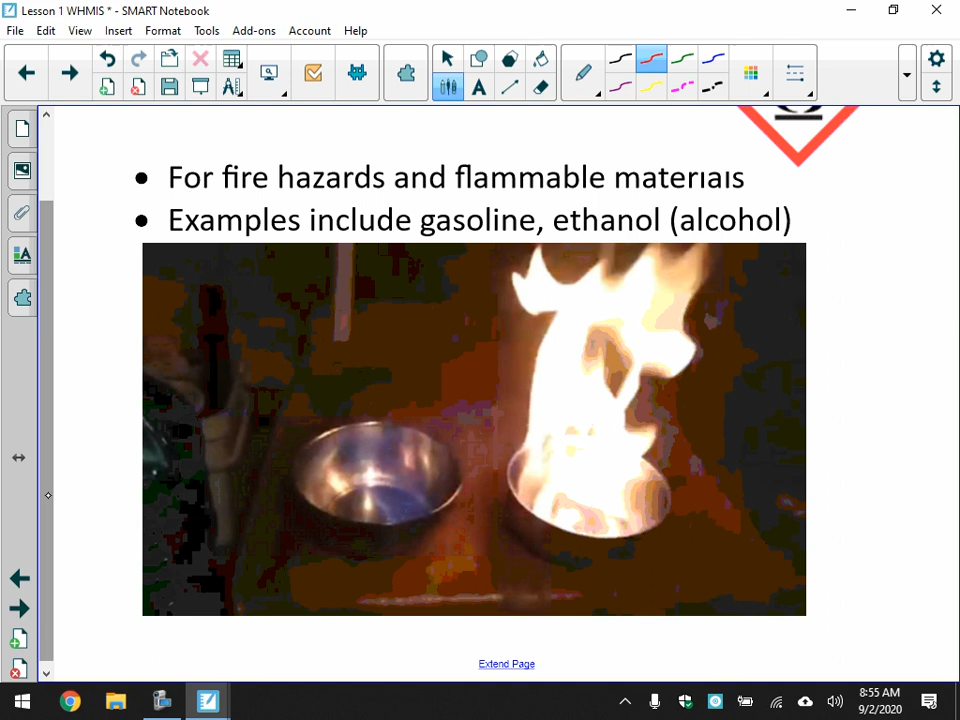 Lesson 1 WHMIS * - SMART Notebook
File Edit View Insert Format Tools Add-ons Account Help
• For fire hazards and flammable materials
• Examples include gasoline, ethanol (alcohol)
Extend Page
8:55 AM
9/2/2020